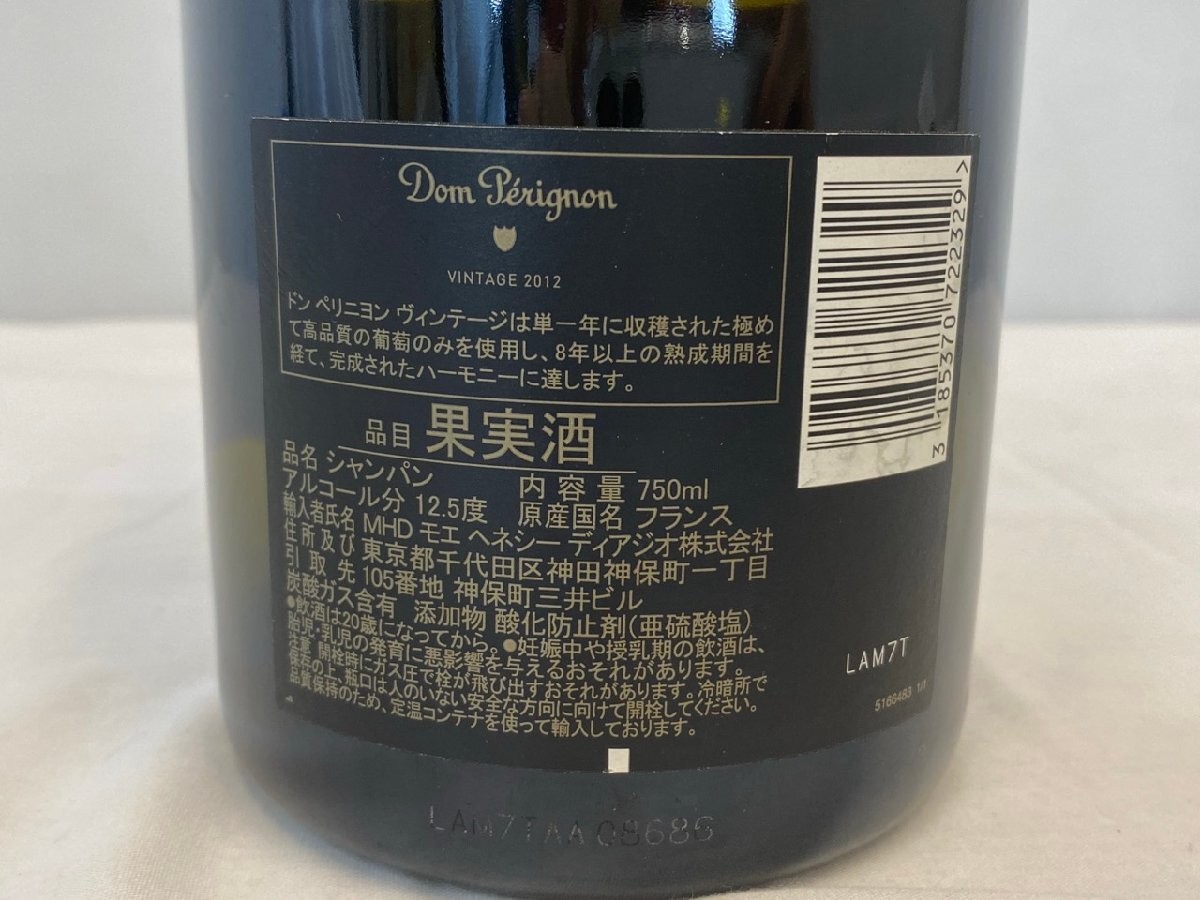 Dom Pérignon
VINTAGE 2012
ドン ペリニヨン ヴィンテージは単一年に収穫された極め
て高品質の葡萄のみを使用し、8年以上の熟成期間を
経て、完成されたハーモニーに達します。
品目 果実酒
品名 シャンパン 内容量 750ml
アルコール分 12.5度 原産国名 フランス
輸入者氏名 MHD モエ ヘネシー ディアジオ株式会社
住所及び 東京都千代田区神田神保町一丁目
引取先 105番地 神保町三井ビル
炭酸ガス含有 添加物 酸化防止剤(亜硫酸塩)
●飲酒は20歳になってから。●妊娠中や授乳期の飲酒は、
胎児・乳児の発育に悪影響を与えるおそれがあります。
注意:開栓時にガス圧で栓が飛び出すおそれがあります。冷暗所で
保存の上、瓶口は人のいない安全な方向に向けて開栓してください。
品質保持のため、定温コンテナを使って輸入しております。
3 185370 722329 >
LAM7T
5166483 1/1
LAM7TAA 08686